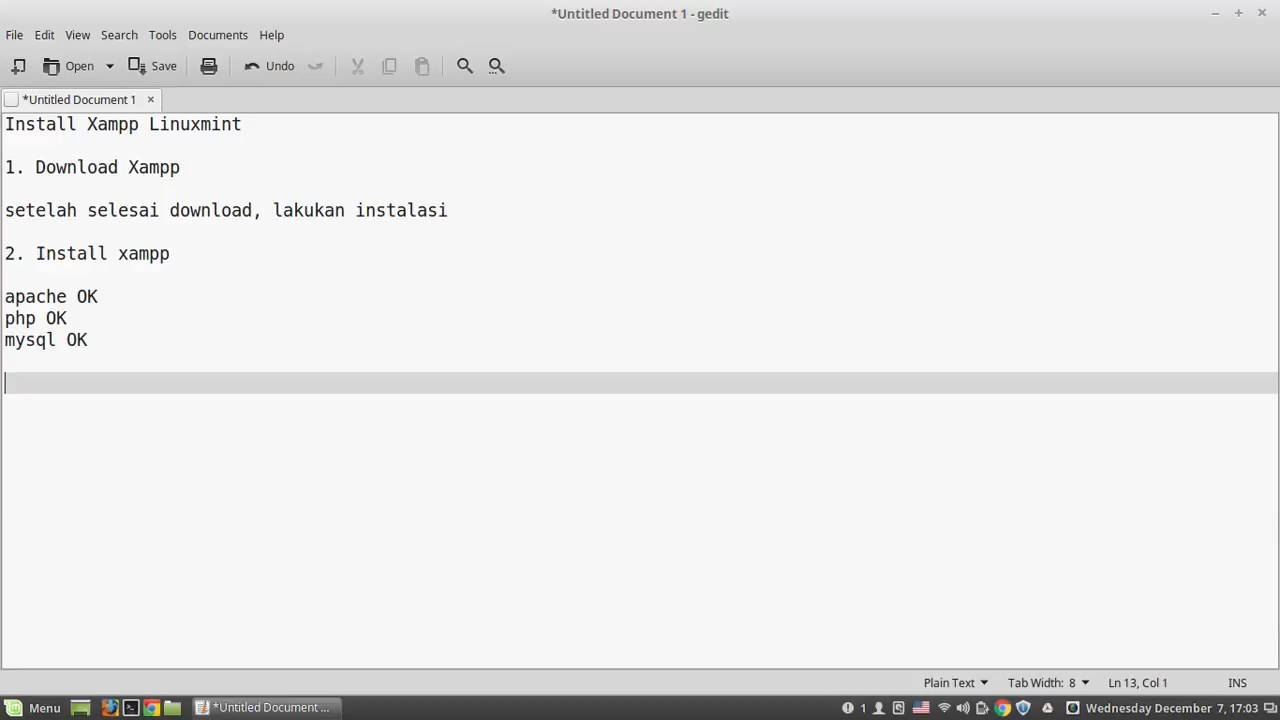 *Untitled Document 1 - gedit
File Edit View Search Tools Documents Help
Open Save Undo
*Untitled Document 1 ×
Install Xampp Linuxmint
1. Download Xampp
setelah selesai download, lakukan instalasi
2. Install xampp
apache OK
php OK
mysql OK
Plain Text Tab Width: 8 Ln 13, Col 1 INS
Menu *Untitled Document ... 1 Wednesday December 7, 17:03